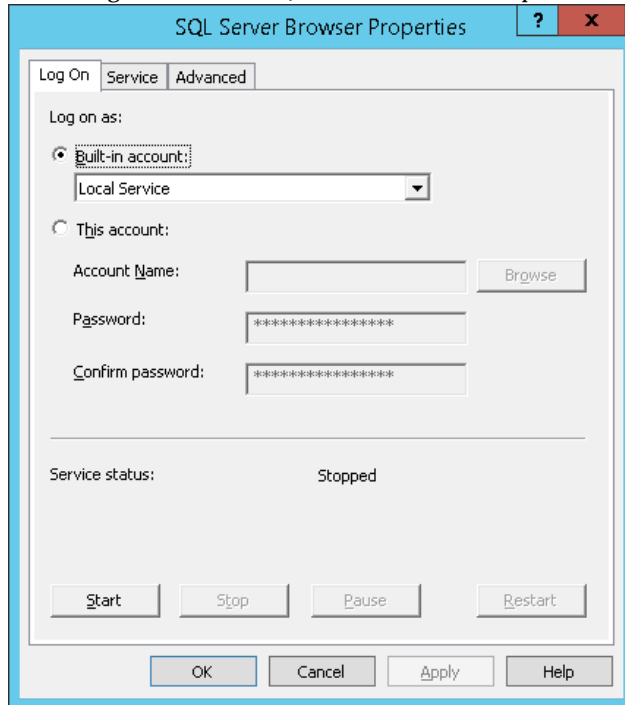 SQL Server Browser Properties ? x
Log On Service Advanced
Log on as:
Built-in account:
Local Service
This account:
Account Name:
Browse
Password: ****************
Confirm password: ****************
Service status: Stopped
Start Stop Pause Restart
OK Cancel Apply Help